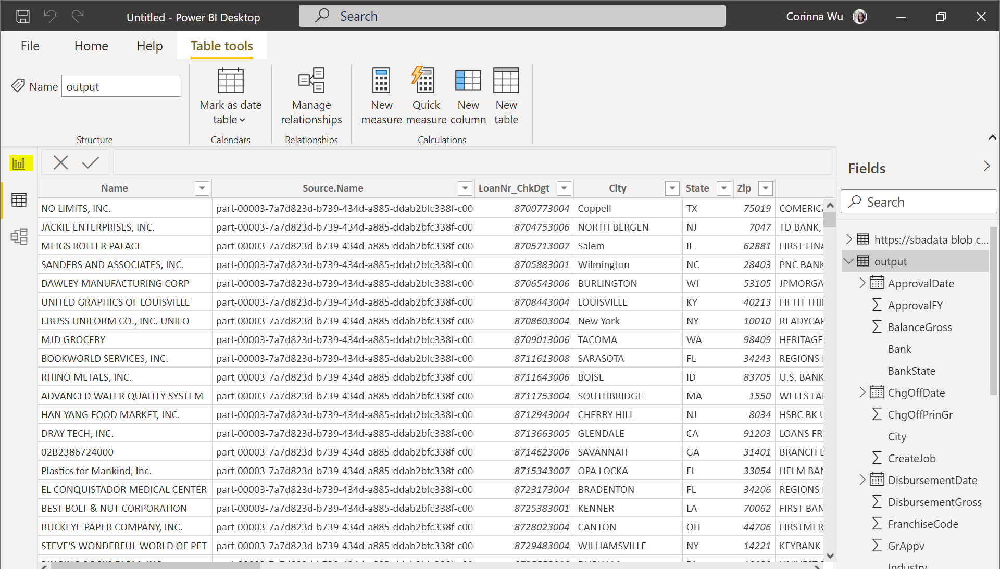 Untitled - Power BI Desktop
Search
Corinna Wu
File Home Help Table tools
Name output
Mark as date table
Manage relationships
New measure
Quick measure
New column
New table
Structure
Calendars
Relationships
Calculations
Name Source.Name LoanNr_ChkDgt City State Zip
NO LIMITS, INC. part-00003-7a7d823d-b739-434d-a885-ddab2bfc338f-c00 8700773004 Coppell TX 75019 COMERICA
JACKIE ENTERPRISES, INC. part-00003-7a7d823d-b739-434d-a885-ddab2bfc338f-c00 8704753006 NORTH BERGEN NJ 7047 TD BANK,
MEIGS ROLLER PALACE part-00003-7a7d823d-b739-434d-a885-ddab2bfc338f-c00 8705713007 Salem IL 62881 FIRST FINA
SANDERS AND ASSOCIATES, INC. part-00003-7a7d823d-b739-434d-a885-ddab2bfc338f-c00 8705883001 Wilmington NC 28403 PNC BANK
DAWLEY MANUFACTURING CORP part-00003-7a7d823d-b739-434d-a885-ddab2bfc338f-c00 8706543006 BURLINGTON WI 53105 JPMORGA
UNITED GRAPHICS OF LOUISVILLE part-00003-7a7d823d-b739-434d-a885-ddab2bfc338f-c00 8708443004 LOUISVILLE KY 40213 FIFTH THI
I.BUSS UNIFORM CO., INC. UNIFO part-00003-7a7d823d-b739-434d-a885-ddab2bfc338f-c00 8708603004 New York NY 10010 READYCAP
MJD GROCERY part-00003-7a7d823d-b739-434d-a885-ddab2bfc338f-c00 8709013006 TACOMA WA 98409 HERITAGE
BOOKWORLD SERVICES, INC. part-00003-7a7d823d-b739-434d-a885-ddab2bfc338f-c00 8711613008 SARASOTA FL 34243 REGIONS
RHINO METALS, INC. part-00003-7a7d823d-b739-434d-a885-ddab2bfc338f-c00 8711643006 BOISE ID 83705 U.S. BANK
ADVANCED WATER QUALITY SYSTEM part-00003-7a7d823d-b739-434d-a885-ddab2bfc338f-c00 8711753004 SOUTHBRIDGE MA 1550 WELLS FA
HAN YANG FOOD MARKET, INC. part-00003-7a7d823d-b739-434d-a885-ddab2bfc338f-c00 8712943004 CHERRY HILL NJ 8034 HSBC BK U
DRAY TECH, INC. part-00003-7a7d823d-b739-434d-a885-ddab2bfc338f-c00 8713663005 GLENDALE CA 91203 LOANS FR
02B2386724000 part-00003-7a7d823d-b739-434d-a885-ddab2bfc338f-c00 8714623006 SAVANNAH GA 31401 BRANCH B
Plastics for Mankind, Inc. part-00003-7a7d823d-b739-434d-a885-ddab2bfc338f-c00 8715343007 OPA LOCKA FL 33054 HELM BAN
EL CONQUISTADOR MEDICAL CENTER part-00003-7a7d823d-b739-434d-a885-ddab2bfc338f-c00 8723173004 BRADENTON FL 34206 REGIONS
BEST BOLT & NUT CORPORATION part-00003-7a7d823d-b739-434d-a885-ddab2bfc338f-c00 8725383001 KENNER LA 70062 FIRST BAN
BUCKEYE PAPER COMPANY, INC. part-00003-7a7d823d-b739-434d-a885-ddab2bfc338f-c00 8728023004 CANTON OH 44706 FIRSTMER
STEVE'S WONDERFUL WORLD OF PET part-00003-7a7d823d-b739-434d-a885-ddab2bfc338f-c00 8729483004 WILLIAMSVILLE NY 14221 KEYBANK
Fields
Search
https://sbadata blob c...
output
ApprovalDate
ApprovalFY
BalanceGross
Bank
BankState
ChgOffDate
ChgOffPrinGr
City
CreateJob
DisbursementDate
DisbursementGross
FranchiseCode
GrAppv
Industry